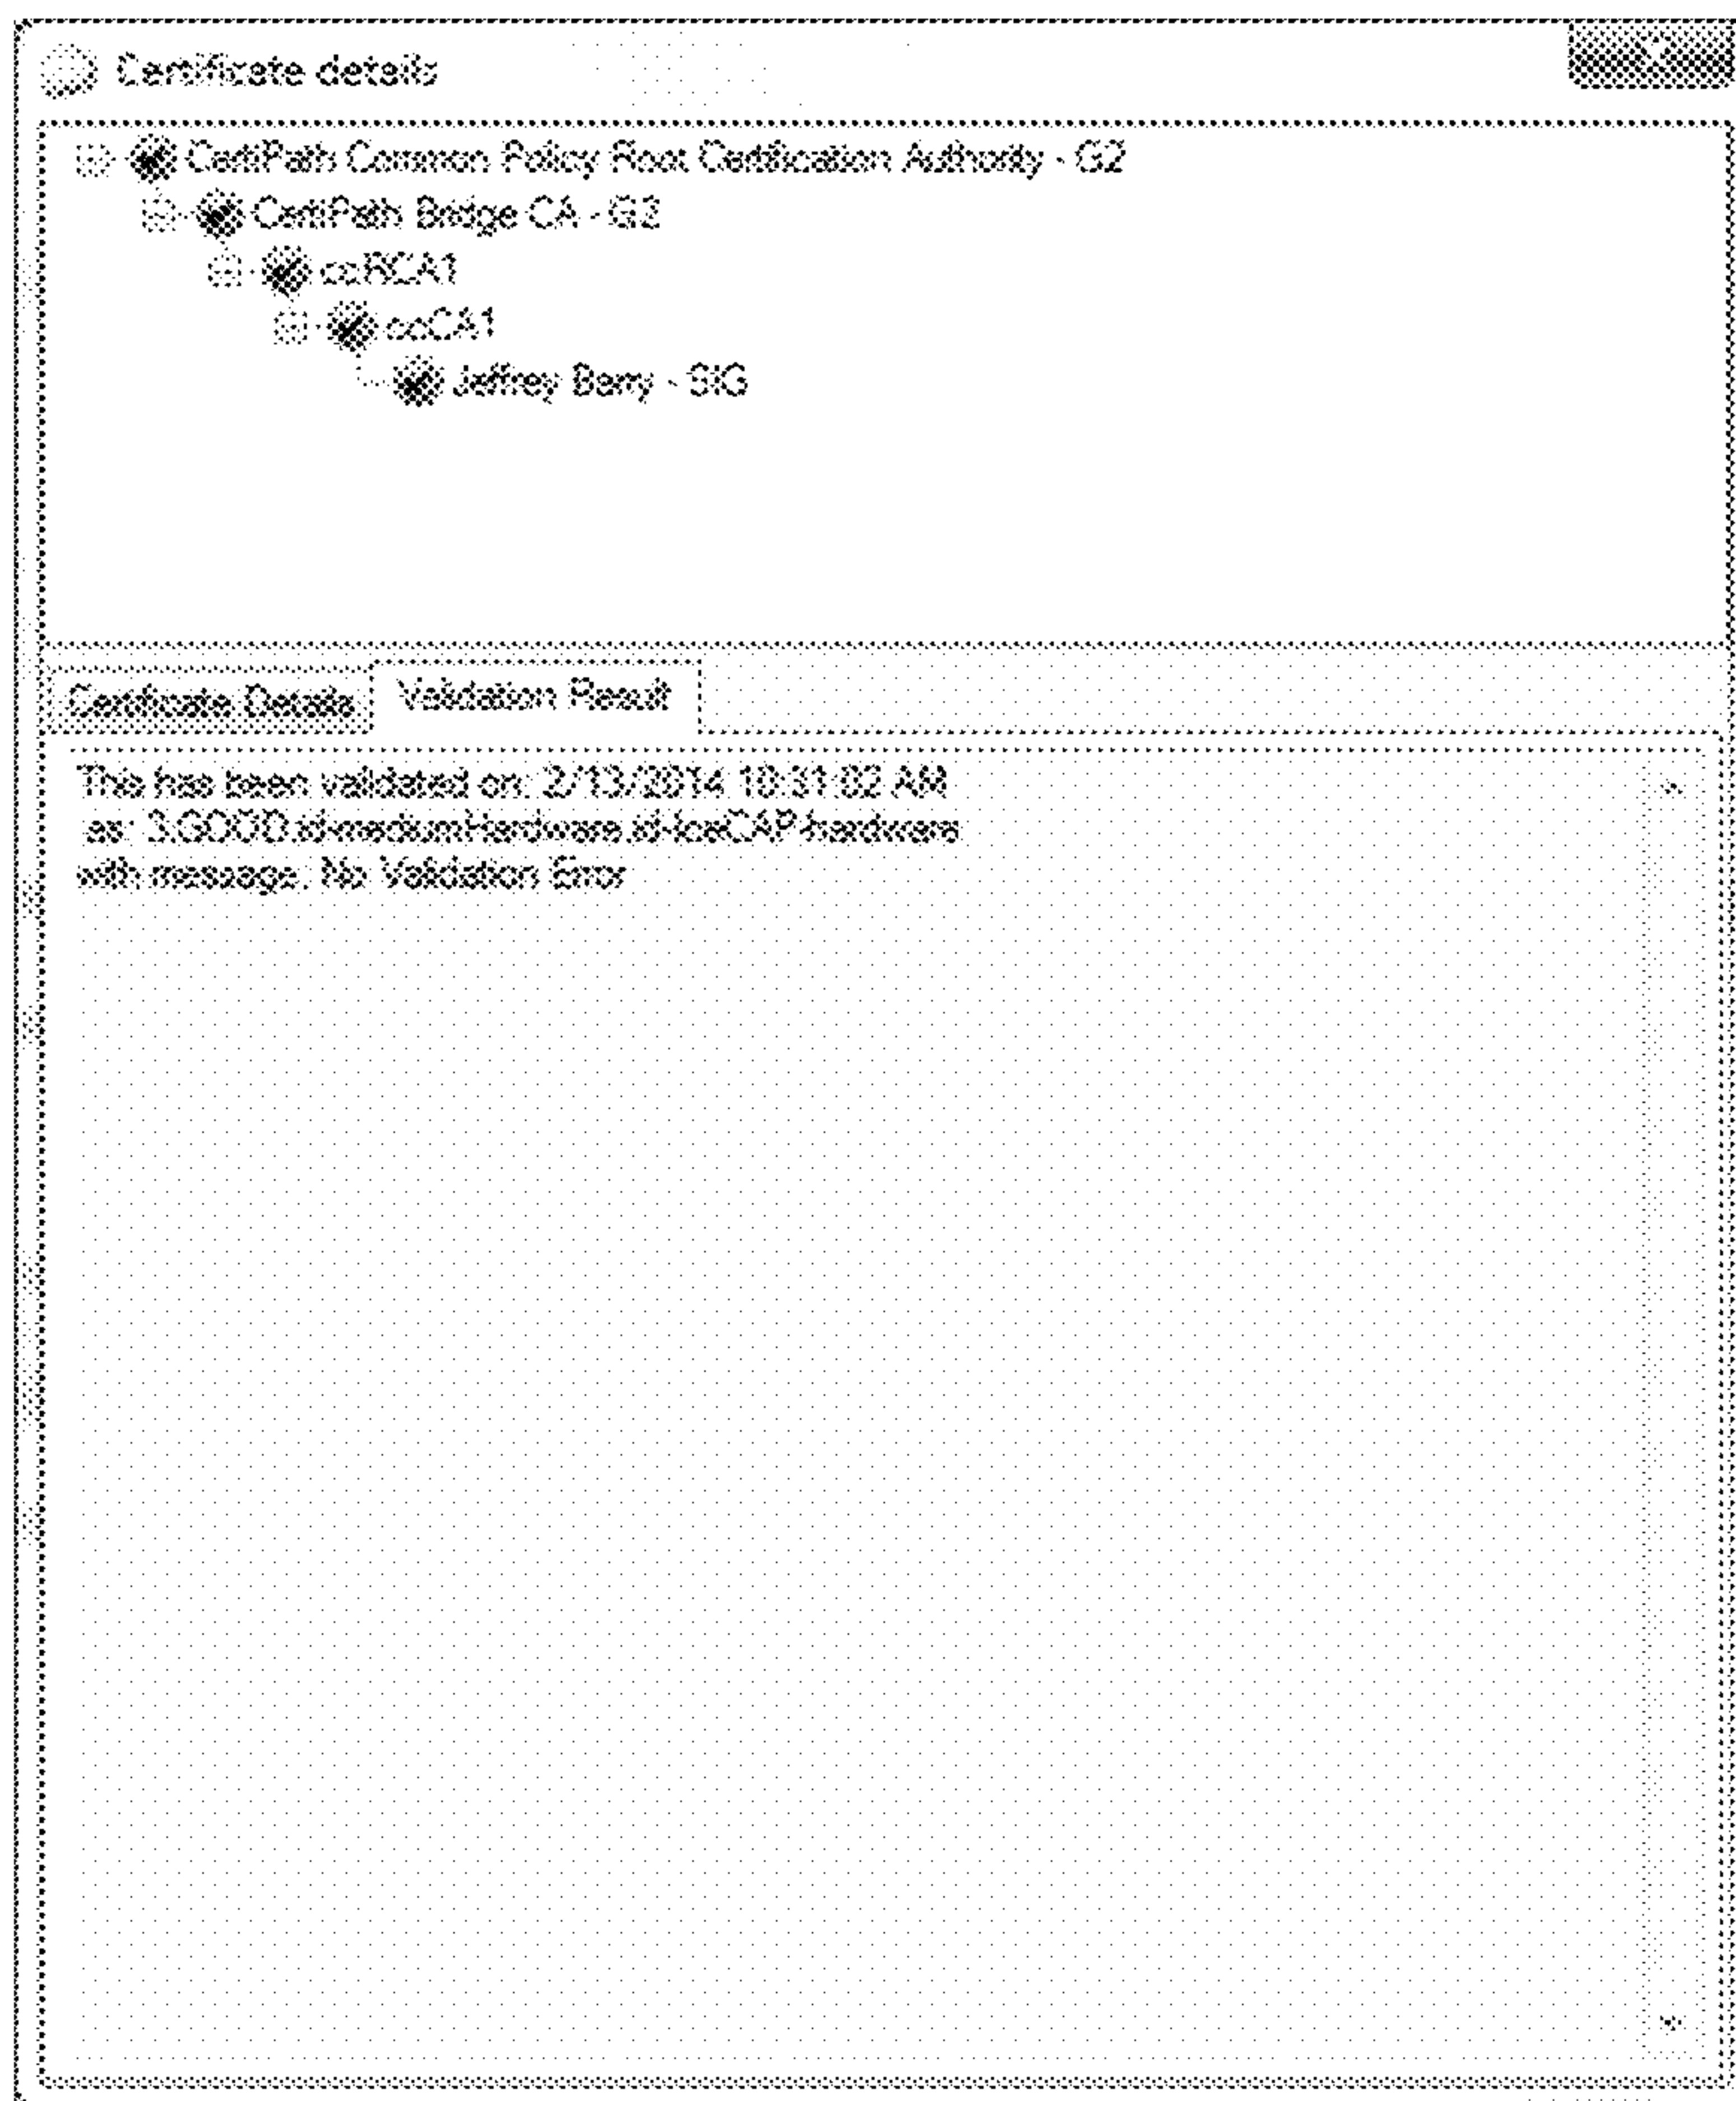 Certificate details
CertiPath Common Policy Root Certification Authority - G2
CertiPath Bridge CA - G2
ccRCA1
ccCA1
Jeffrey Barry - SIG
Certificate Details
Validation Result
This has been validated on: 2/13/2014 10:31:02 AM
as: S:GOOD:id-mediumHardware,id-IceCAP-hardware
with message: No Validation Error